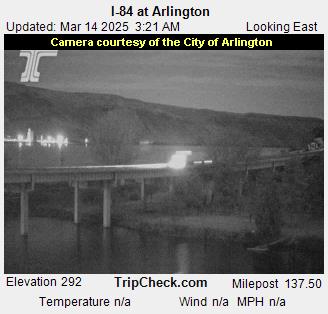 I-84 at Arlington
Updated: Mar 14 2025 3:21 AM Looking East
Camera courtesy of the City of Arlington
Elevation 292 TripCheck.com Milepost 137.50
Temperature n/a Wind n/a MPH n/a